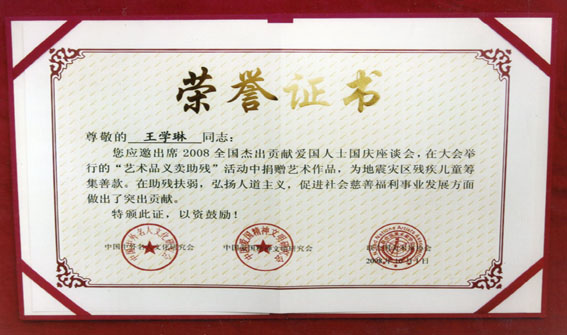 荣誉证书
尊敬的 王学琳 同志：
您应邀出席2008全国杰出贡献爱国人士国庆座谈会，在大会举
行的“艺术品义卖助残”活动中捐赠艺术作品，为地震灾区残疾儿童筹
集善款。在助残扶弱，弘扬人道主义，促进社会慈善福利事业发展方面
做出了突出贡献。
特颁此证，以资鼓励！